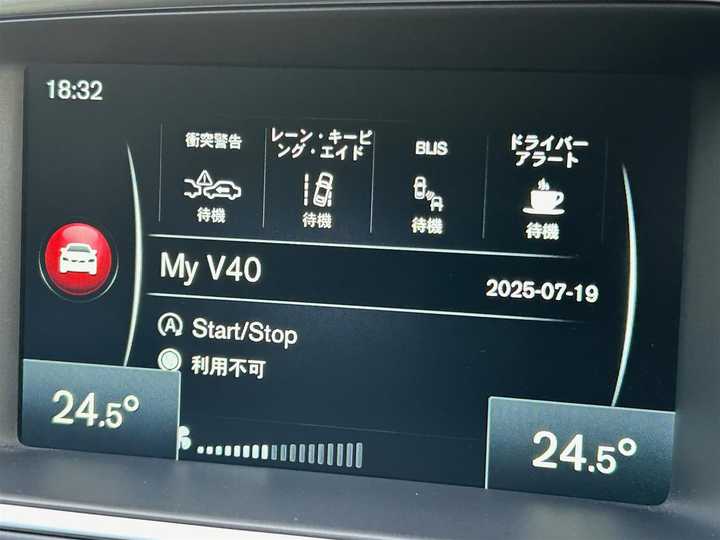 18:32
衝突警告
待機
レーン・キーピ
ング・エイド
待機
BLIS
待機
ドライバー
アラート
待機
My V40
2025-07-19
Start/Stop
利用不可
24.5°
24.5°